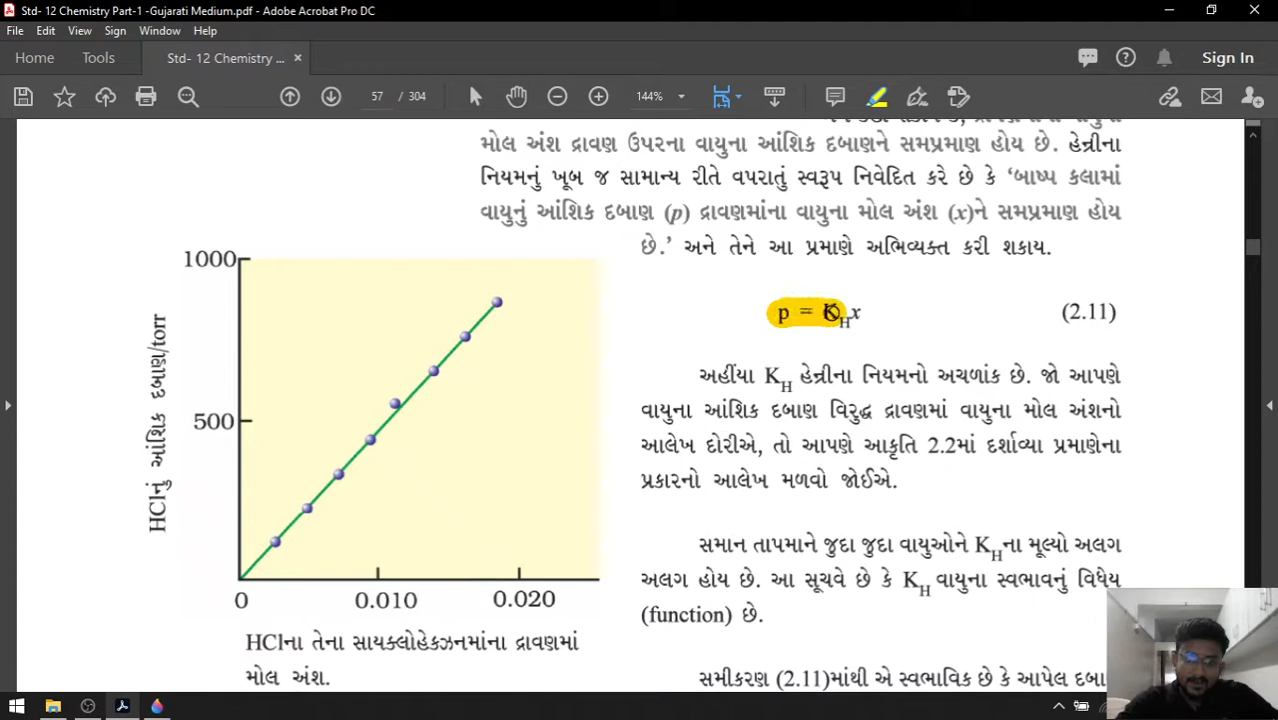 Std- 12 Chemistry Part-1 -Gujarati Medium.pdf - Adobe Acrobat Pro DC
File Edit View Sign Window Help
Home Tools Std- 12 Chemistry ... × Sign In
57 / 304 144%
મોલ અંશ દ્રાવણ ઉપરના વાયુના આંશિક દબાણને સમપ્રમાણ હોય છે. હેન્રીના
નિયમનું ખૂબ જ સામાન્ય રીતે વપરાતું સ્વરૂપ નિવેદિત કરે છે કે ‘બાષ્પ કલામાં
વાયુનું આંશિક દબાણ (p) દ્રાવણમાંના વાયુના મોલ અંશ (x)ને સમપ્રમાણ હોય
છે.’ અને તેને આ પ્રમાણે અભિવ્યક્ત કરી શકાય.
p = K_H x (2.11)
અહીંયા K_H હેન્રીના નિયમનો અચળાંક છે. જો આપણે
વાયુના આંશિક દબાણ વિરુદ્ધ દ્રાવણમાં વાયુના મોલ અંશનો
આલેખ દોરીએ, તો આપણે આકૃતિ 2.2માં દર્શાવ્યા પ્રમાણેના
પ્રકારનો આલેખ મળવો જોઈએ.
સમાન તાપમાને જુદા જુદા વાયુઓને K_Hના મૂલ્યો અલગ
અલગ હોય છે. આ સૂચવે છે કે K_H વાયુના સ્વભાવનું વિધેય
(function) છે.
સમીકરણ (2.11)માંથી એ સ્વભાવિક છે કે આપેલ
HClનું આંશિક દબાણ/torr
1000
500
0 0.010 0.020
HClના તેના સાયક્લોહેક્ઝનમાંના દ્રાવણમાં
મોલ અંશ.